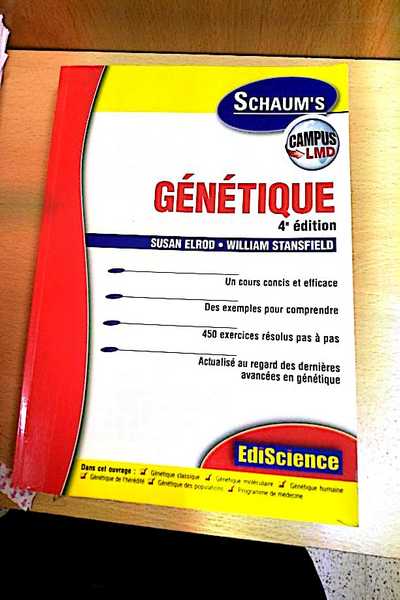 SCHAUM'S
CAMPUS
LMD
GÉNÉTIQUE
4e édition
SUSAN ELROD • WILLIAM STANSFIELD
Un cours concis et efficace
Des exemples pour comprendre
450 exercices résolus pas à pas
Actualisé au regard des dernières
avancées en génétique
EdiScience
Dans cet ouvrage : ✓ Génétique classique ✓ Génétique moléculaire ✓ Génétique humaine
✓ Génétique de l'hérédité ✓ Génétique des populations ✓ Programme de médecine